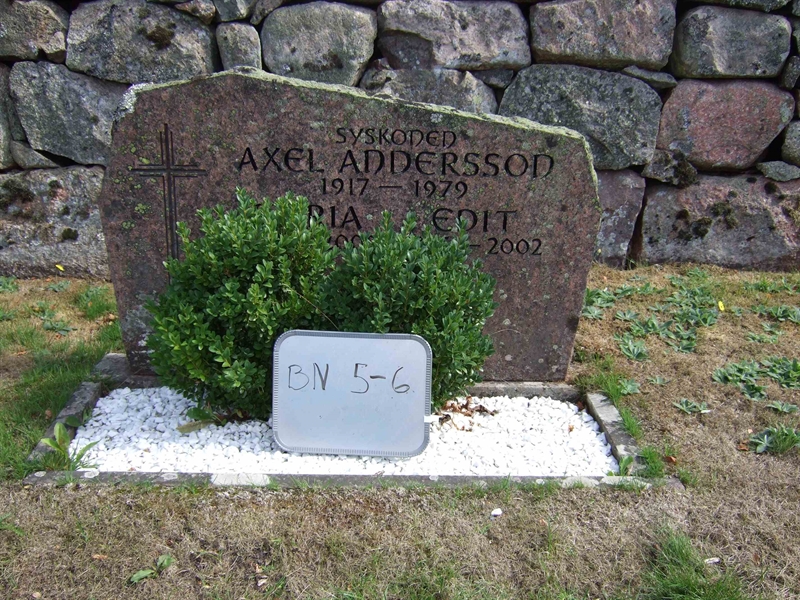 SYSKONEN
AXEL ANDERSSON
1917 — 1979
EDIT
— 2002
BN 5-6